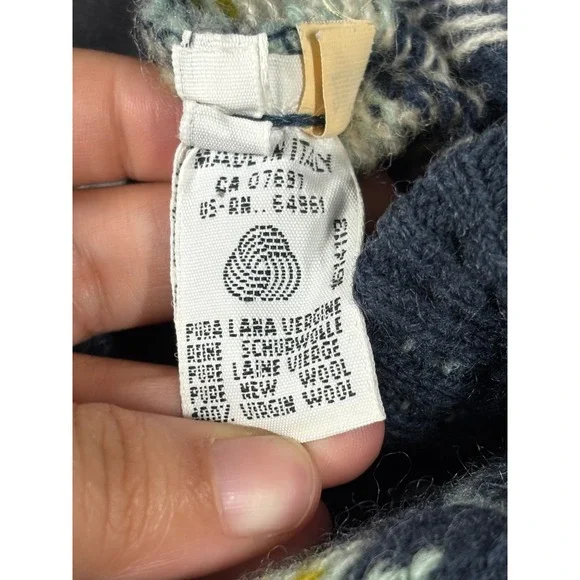 MADE IN ITALY
CA 07697
US-RN.. 64961
PURA LANA VERGINE
REINE SCHURWOLLE
PURE LAINE VIERGE
PURE NEW WOOL
100% VIRGIN WOOL